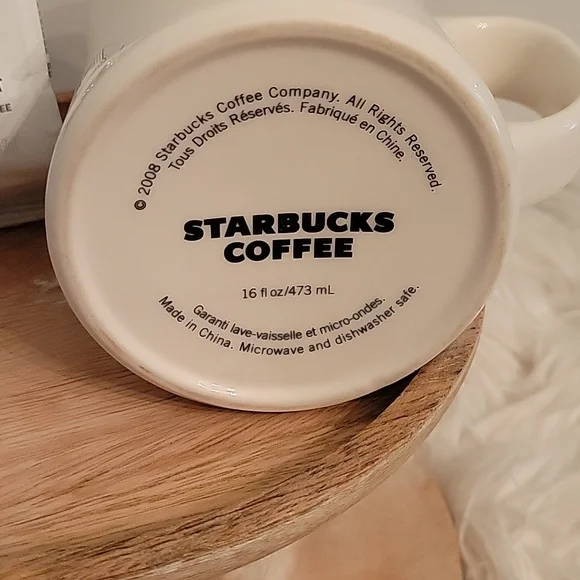 © 2008 Starbucks Coffee Company. All Rights Reserved.
Tous Droits Réservés. Fabriqué en Chine.
STARBUCKS
COFFEE
16 fl oz/473 mL
Garanti lave-vaisselle et micro-ondes.
Made in China. Microwave and dishwasher safe.